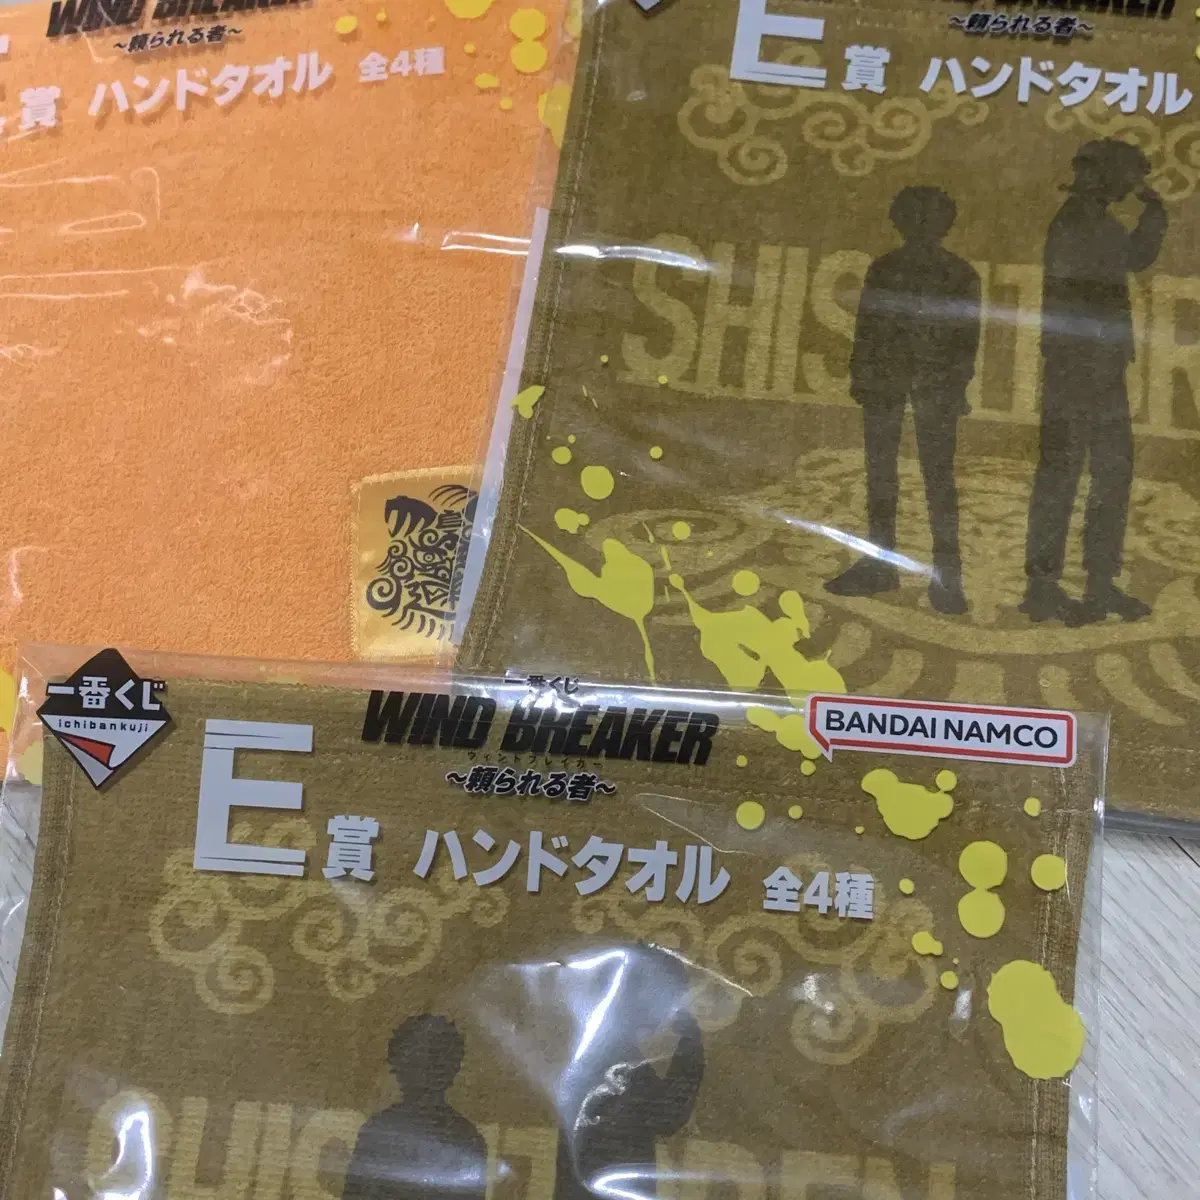 WIND BREAKER
～頼られる者～
賞 ハンドタオル 全4種
～頼られる者～
E賞 ハンドタオル
SHIS
一番くじ
ichibankuji
一番くじ
WIND BREAKER
ウィンドブレイカー
～頼られる者～
BANDAI NAMCO
E賞 ハンドタオル 全4種